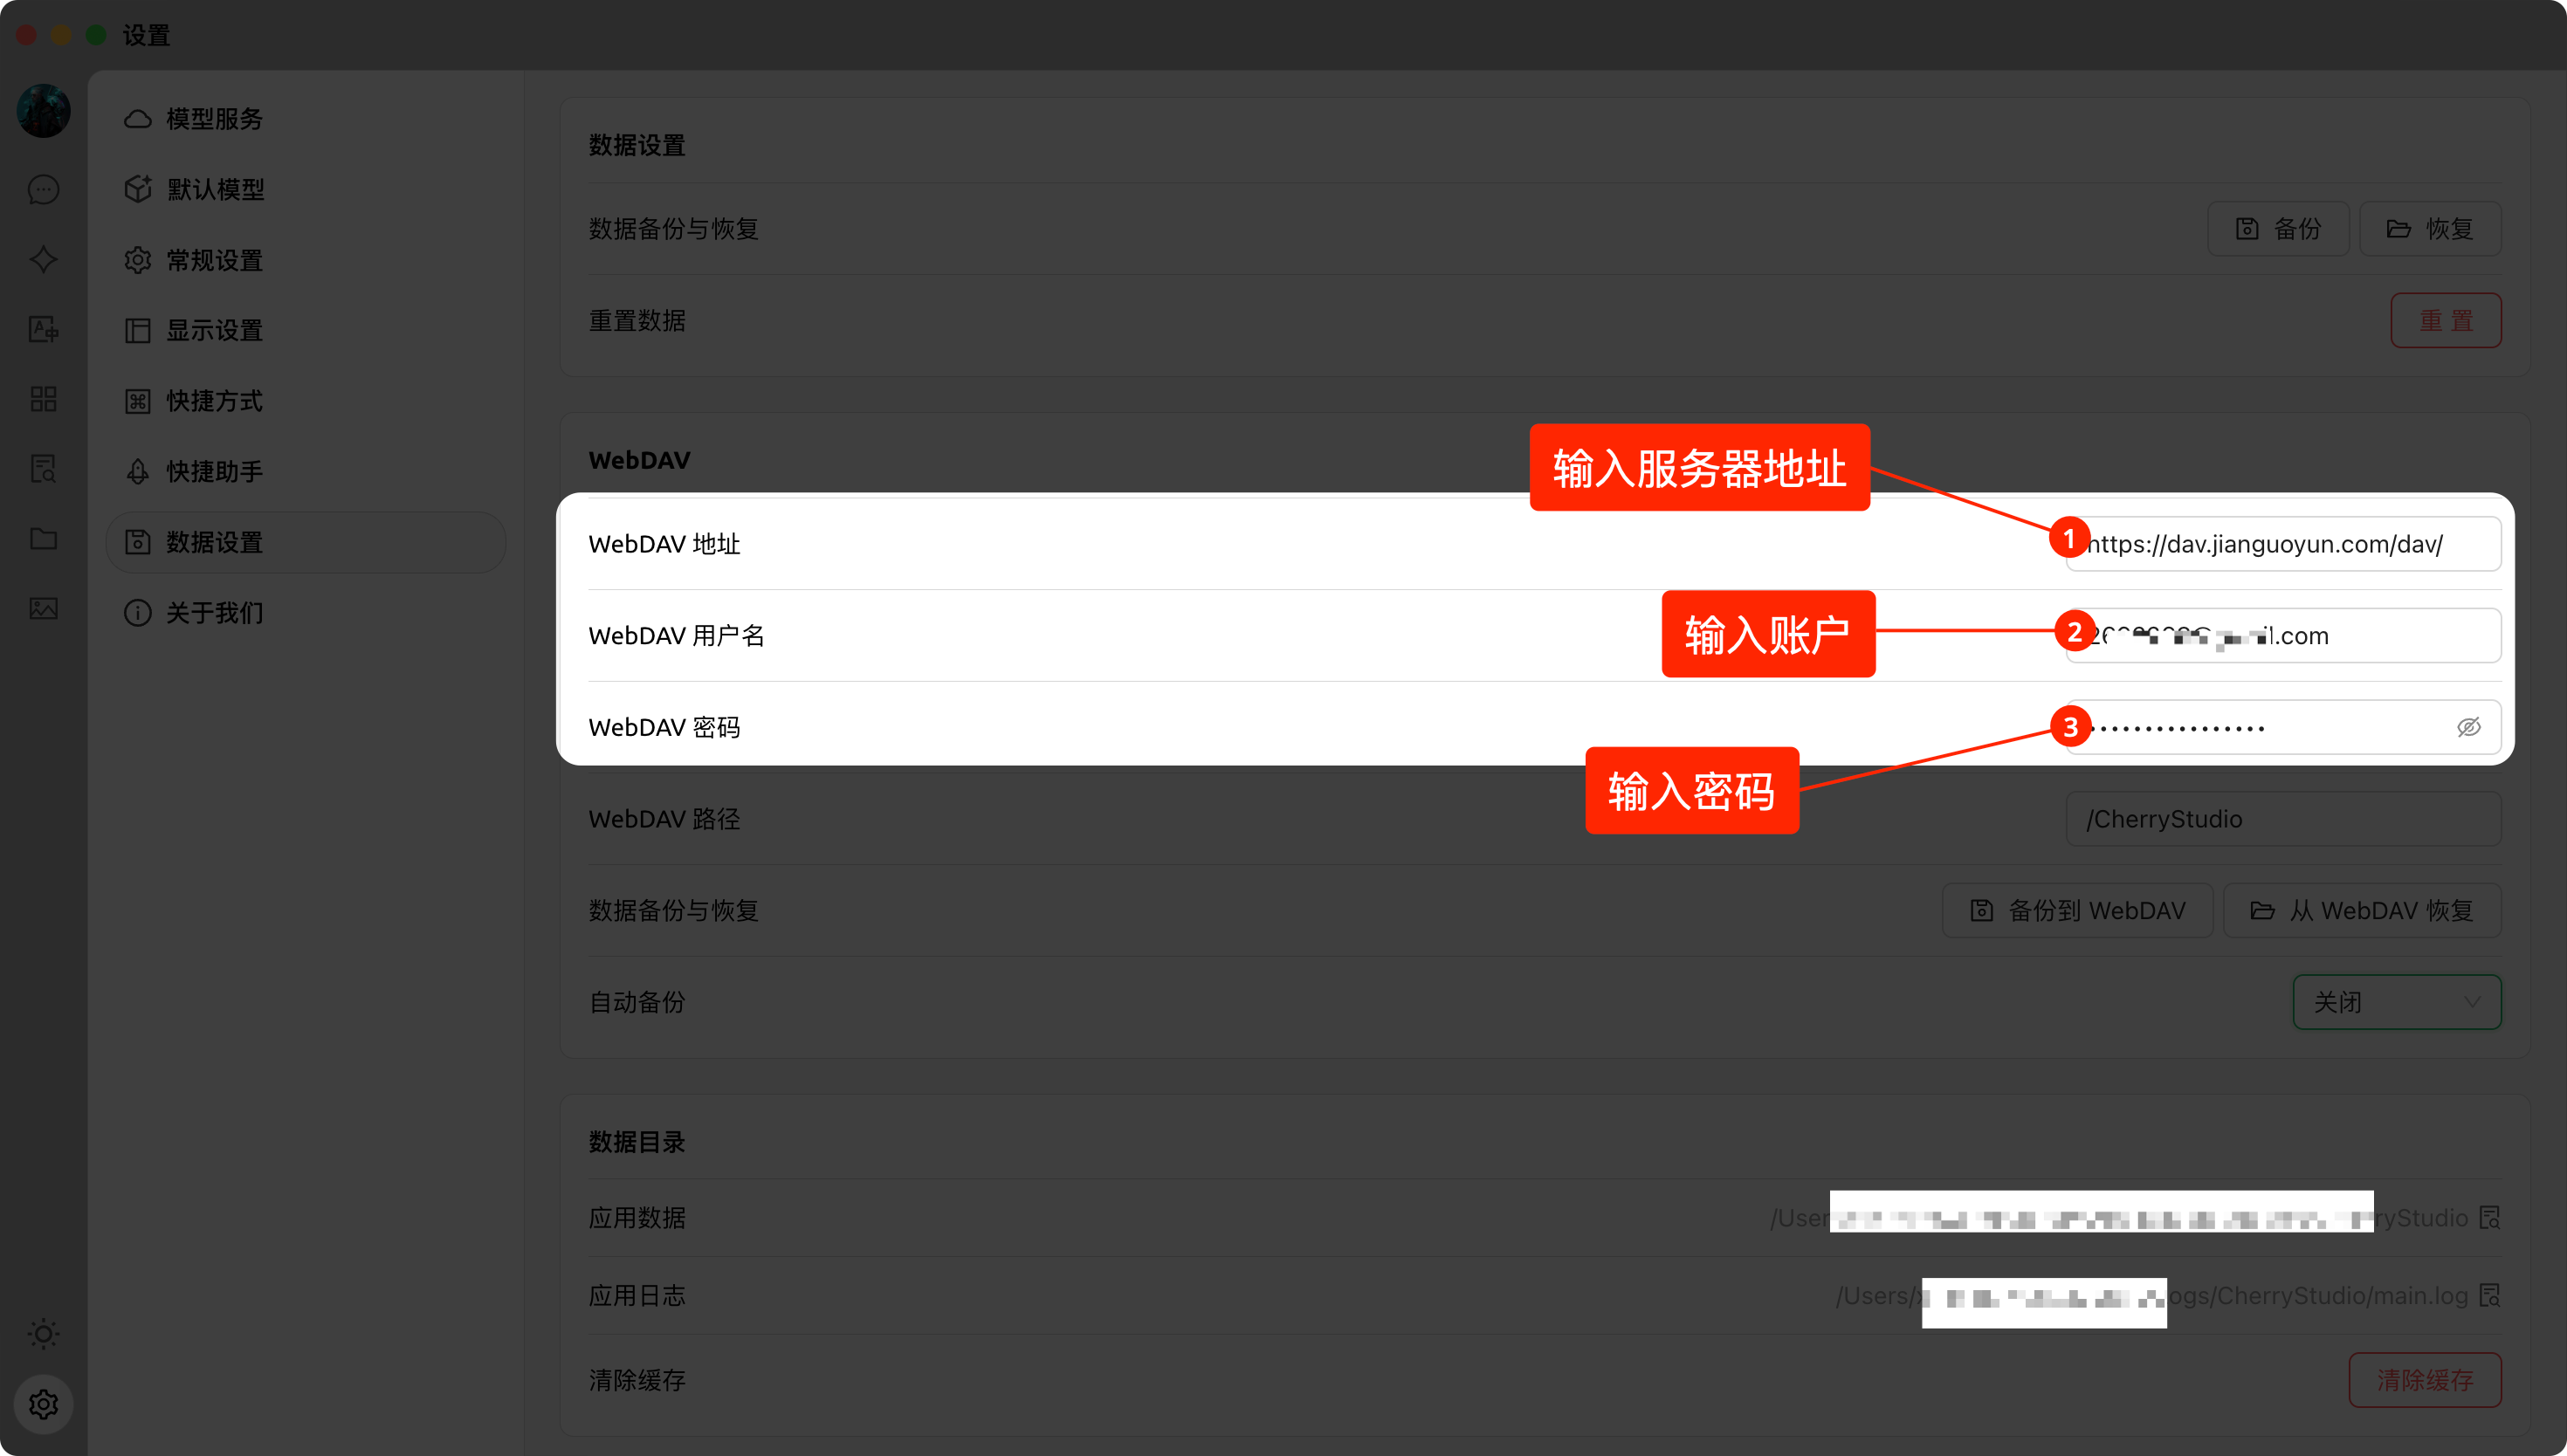 设置
模型服务
默认模型
常规设置
显示设置
快捷方式
快捷助手
数据设置
关于我们
数据设置
数据备份与恢复
备份
恢复
重置数据
重 置
WebDAV
输入服务器地址
WebDAV 地址
1
https://dav.jianguoyun.com/dav/
WebDAV 用户名
输入账户
2
.com
WebDAV 密码
3
••••••••••••••••
输入密码
WebDAV 路径
/CherryStudio
数据备份与恢复
备份到 WebDAV
从 WebDAV 恢复
自动备份
关闭
数据目录
应用数据
/User
ryStudio
应用日志
/Users/
ogs/CherryStudio/main.log
清除缓存
清除缓存